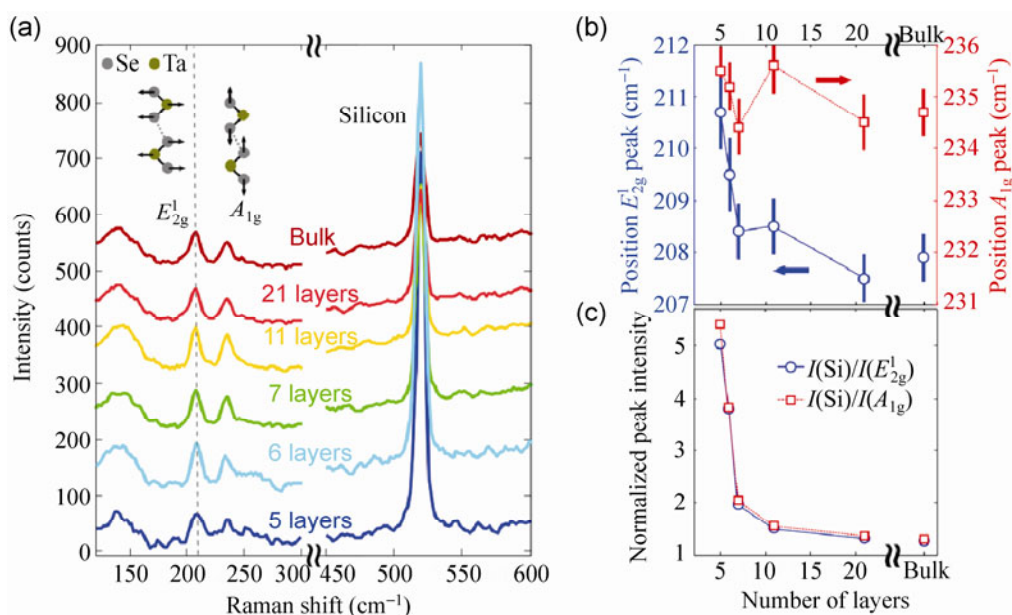 (a)
900
800
700
600
500
400
300
200
100
0
Intensity (counts)
Se Ta
E¹₂g A₁g
Silicon
Bulk
21 layers
11 layers
7 layers
6 layers
5 layers
150 200 250 300 450 500 550 600
Raman shift (cm⁻¹)
(b)
5 10 15 20 Bulk
212
211
210
209
208
207
Position E¹₂g peak (cm⁻¹)
236
235
234
233
232
231
Position A₁g peak (cm⁻¹)
(c)
5
4
3
2
1
Normalized peak intensity
I(Si)/I(E¹₂g)
I(Si)/I(A₁g)
5 10 15 20 Bulk
Number of layers